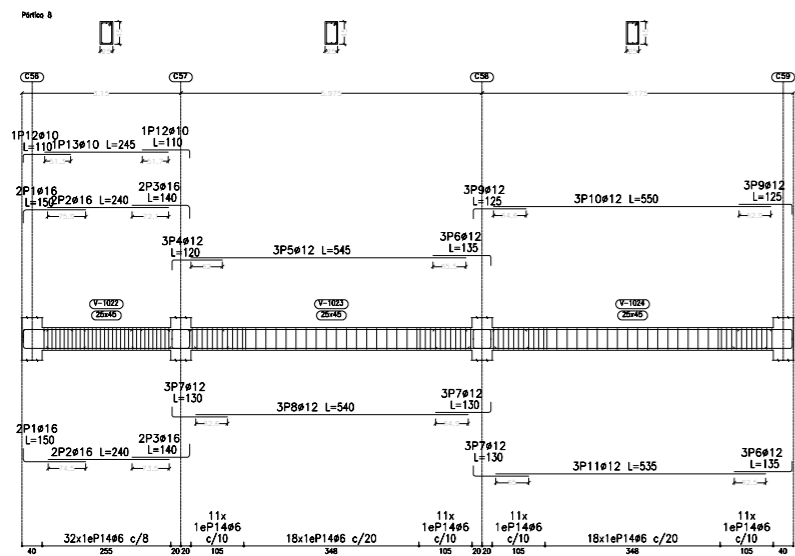 Pórtico 8
C56
C57
C58
C59
5.975
6.175
1P12ø10
L=110
1P13ø10 L=245
1P12ø10
L=110
2P1ø16
L=150
2P2ø16 L=240
2P3ø16
L=140
3P9ø12
L=125
3P10ø12 L=550
3P9ø12
L=125
3P4ø12
L=120
3P5ø12 L=545
3P6ø12
L=135
V-1022
25x45
V-1023
25x45
V-1024
25x45
3P7ø12
L=130
3P8ø12 L=540
3P7ø12
L=130
2P1ø16
L=150
2P2ø16 L=240
2P3ø16
L=140
3P7ø12
L=130
3P11ø12 L=535
3P6ø12
L=135
32x1eP14ø6 c/8
11x
1eP14ø6
c/10
18x1eP14ø6 c/20
11x
1eP14ø6
c/10
11x
1eP14ø6
c/10
18x1eP14ø6 c/20
11x
1eP14ø6
c/10
40 255 20 20 105 348 105 20 20 105 348 105 40